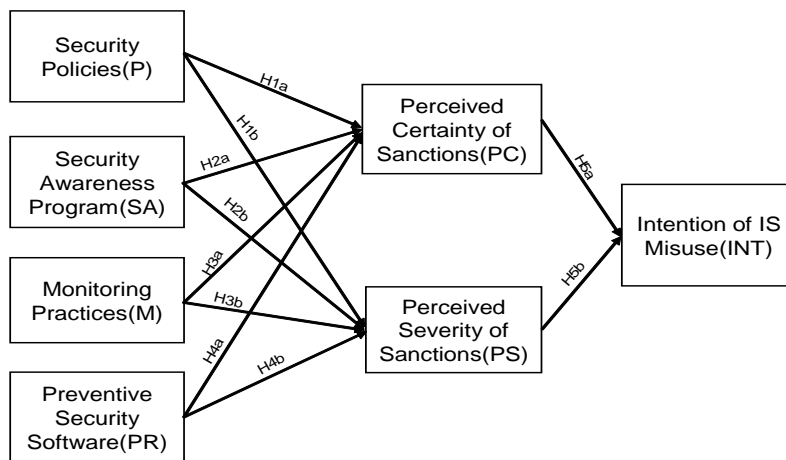 Security
Policies(P)
Security
Awareness
Program(SA)
Monitoring
Practices(M)
Preventive
Security
Software(PR)
H1a
H1b
H2a
H2b
H3a
H3b
H4a
H4b
Perceived
Certainty of
Sanctions(PC)
Perceived
Severity of
Sanctions(PS)
H5a
H5b
Intention of IS
Misuse(INT)